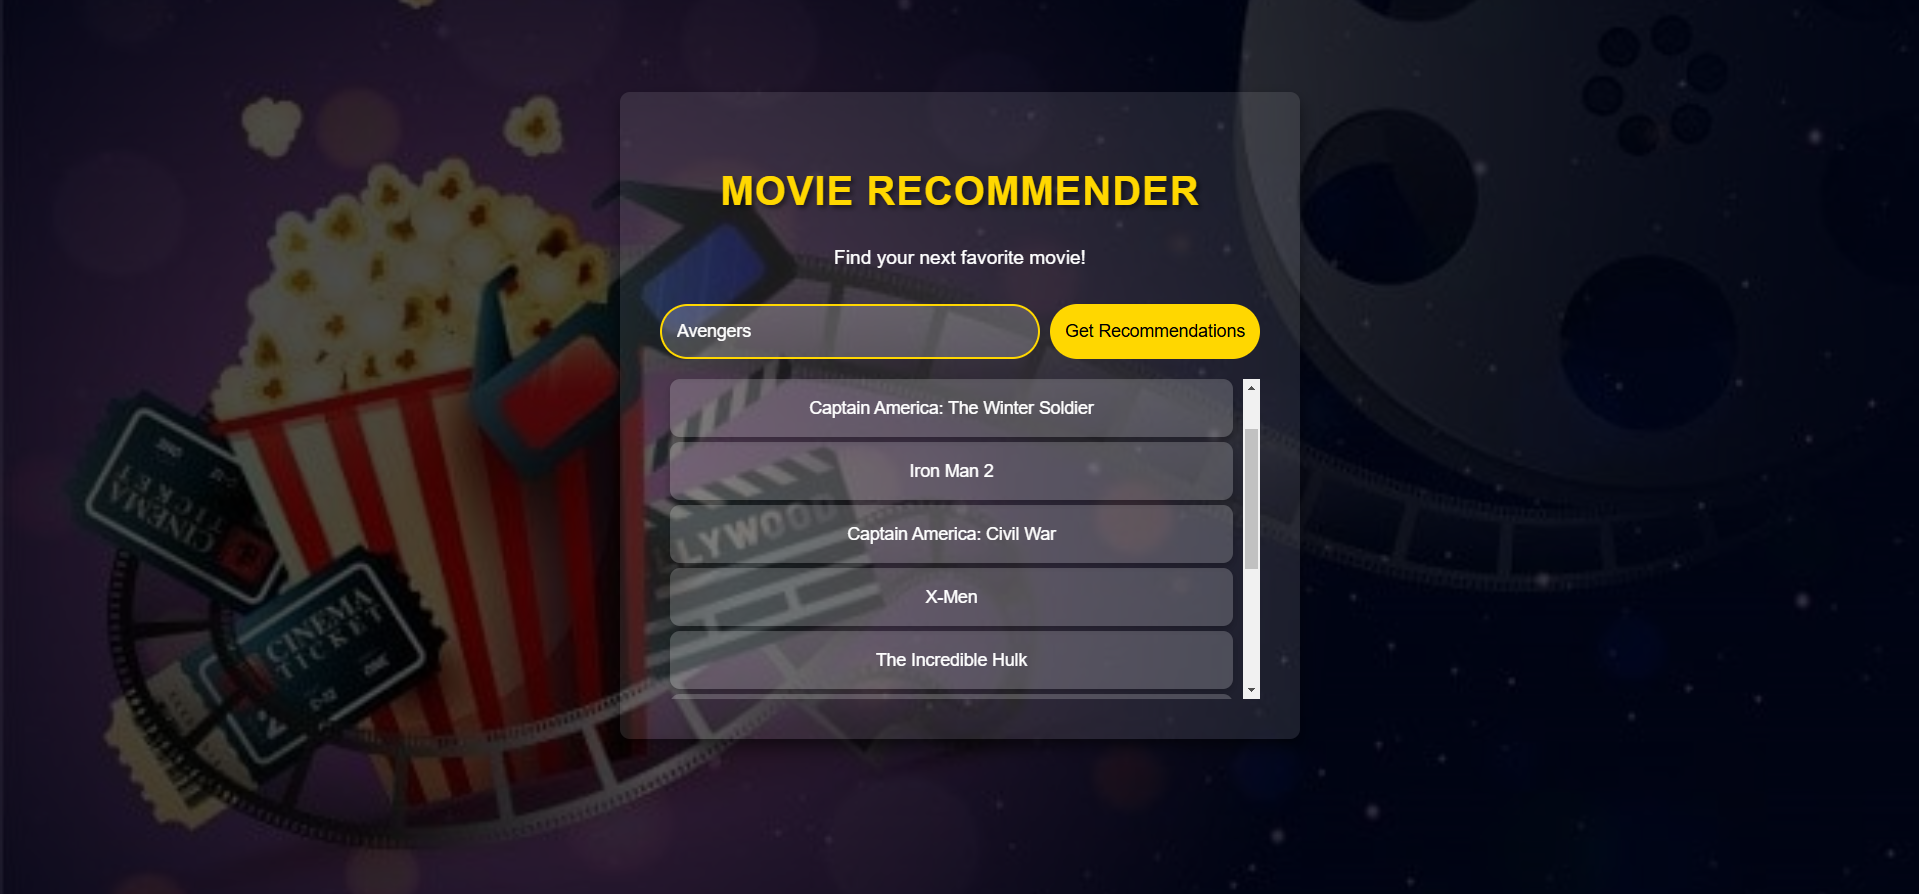 MOVIE RECOMMENDER
Find your next favorite movie!
Avengers
Get Recommendations
Captain America: The Winter Soldier
Iron Man 2
Captain America: Civil War
X-Men
The Incredible Hulk
LLYWOOD
CINEMA
TICKET
CINEMA
TICKET